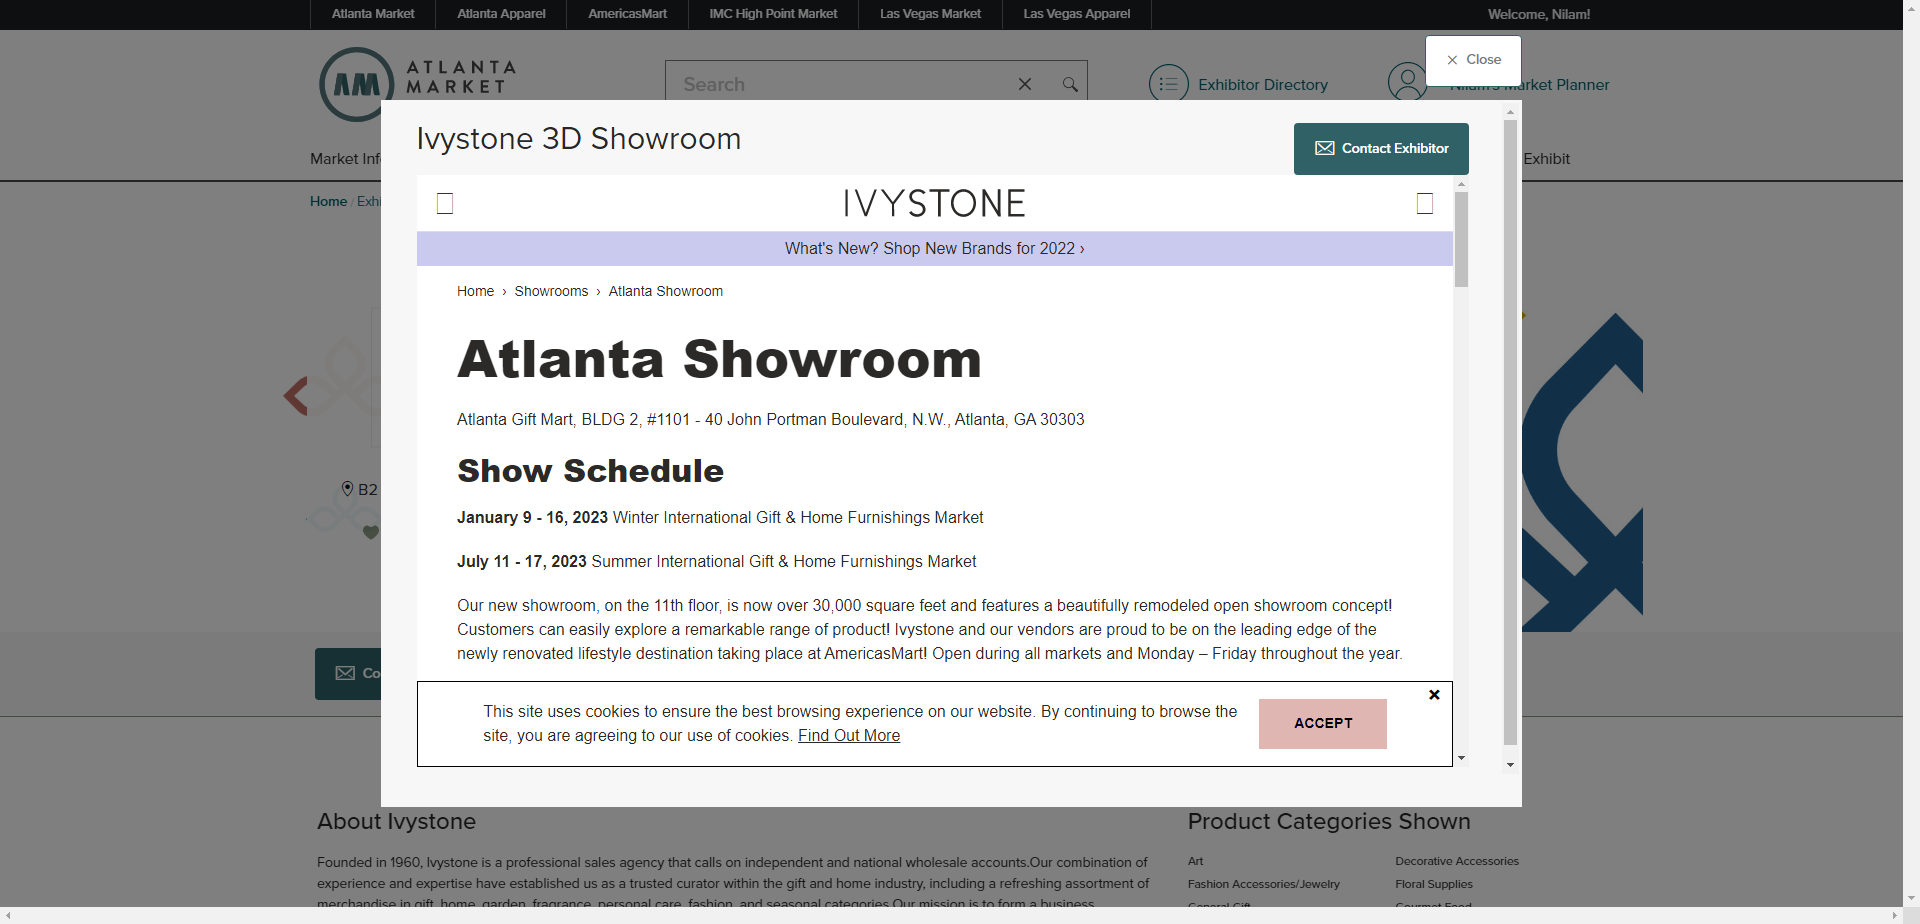 Atlanta Market
Atlanta Apparel
AmericasMart
IMC High Point Market
Las Vegas Market
Las Vegas Apparel
Welcome, Nilam!
Close
AM
ATLANTA
MARKET
Search
Exhibitor Directory
Nilam's Market Planner
Market Inf
Exhibit
Home / Exhi
Ivystone 3D Showroom
Contact Exhibitor
IVYSTONE
What's New? Shop New Brands for 2022 ›
Home › Showrooms › Atlanta Showroom
Atlanta Showroom
Atlanta Gift Mart, BLDG 2, #1101 - 40 John Portman Boulevard, N.W., Atlanta, GA 30303
Show Schedule
January 9 - 16, 2023 Winter International Gift & Home Furnishings Market
July 11 - 17, 2023 Summer International Gift & Home Furnishings Market
Our new showroom, on the 11th floor, is now over 30,000 square feet and features a beautifully remodeled open showroom concept!
Customers can easily explore a remarkable range of product! Ivystone and our vendors are proud to be on the leading edge of the
newly renovated lifestyle destination taking place at AmericasMart! Open during all markets and Monday – Friday throughout the year.
B2
Co
This site uses cookies to ensure the best browsing experience on our website. By continuing to browse the
site, you are agreeing to our use of cookies. Find Out More
ACCEPT
About Ivystone
Founded in 1960, Ivystone is a professional sales agency that calls on independent and national wholesale accounts.Our combination of
experience and expertise have established us as a trusted curator within the gift and home industry, including a refreshing assortment of
merchandise in gift, home, garden, fragrance, personal care, fashion, and seasonal categories.Our mission is to form a business
Product Categories Shown
Art
Decorative Accessories
Fashion Accessories/Jewelry
Floral Supplies
General Gift
Gourmet Food